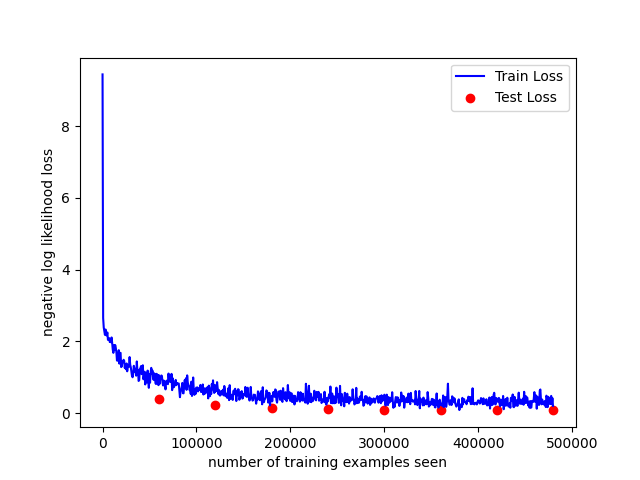 Train Loss
Test Loss
8
6
4
2
0
negative log likelihood loss
0
100000
200000
300000
400000
500000
number of training examples seen